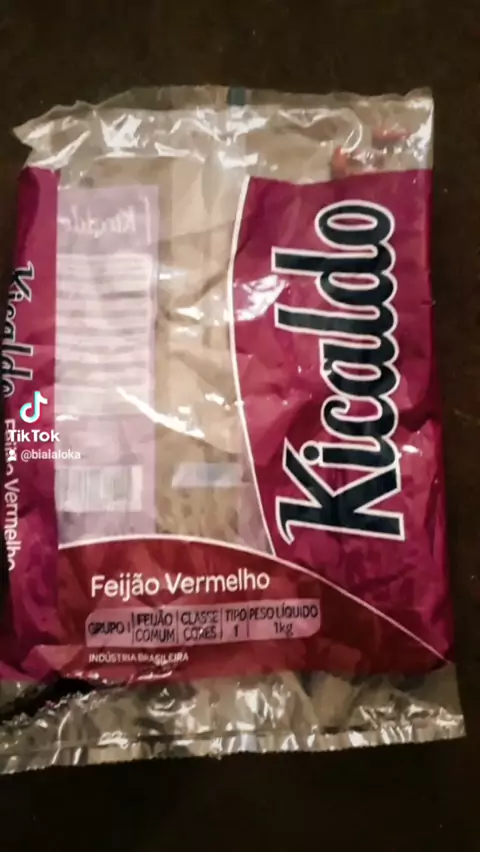 Kicaldo
Kicaldo
Kicaldo
Feijão Vermelho
TikTok
@bialaloka
Feijão Vermelho
GRUPO I FEIJÃO COMUM CLASSE CORES TIPO 1 PESO LÍQUIDO 1kg
INDÚSTRIA BRASILEIRA